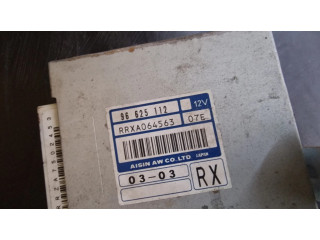 96 625 112
12V
RRXA064563
07E
AISIN AW CO.,LTD JAPAN
03-03
RX